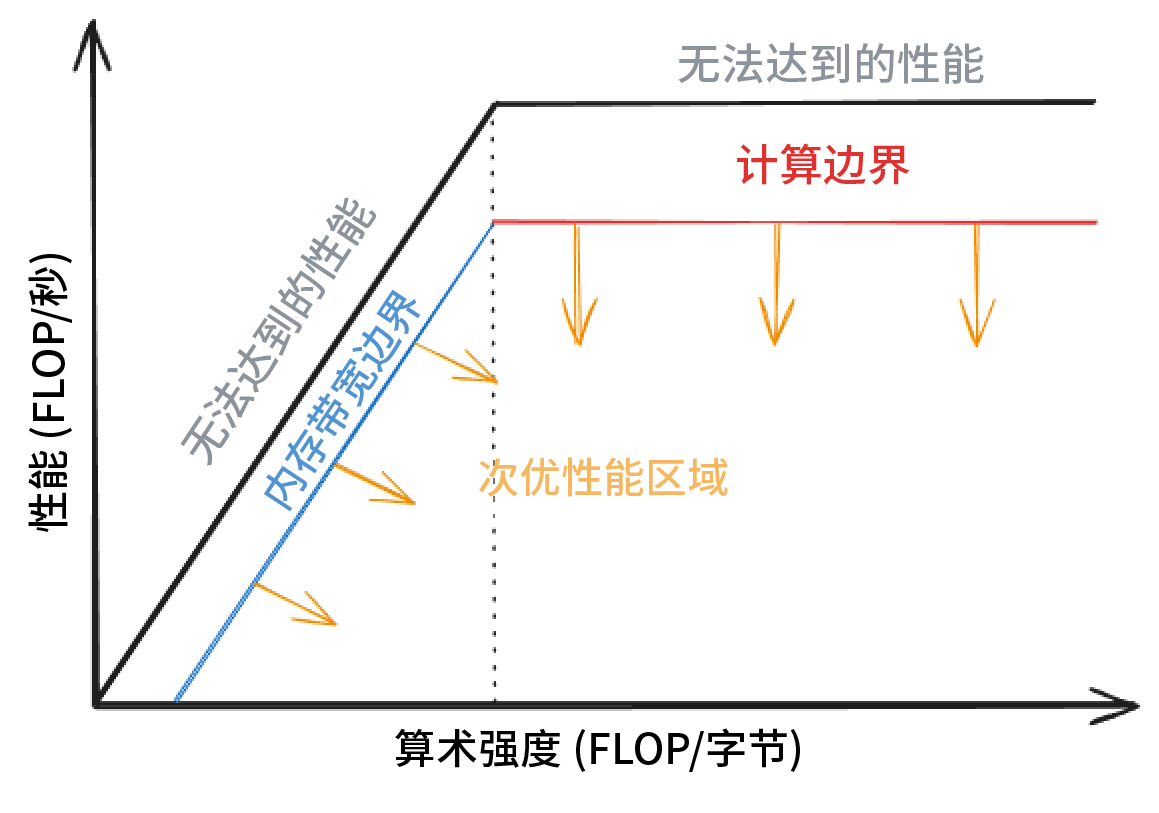 无法达到的性能
计算边界
无法达到的性能
内存带宽边界
次优性能区域
性能 (FLOP/秒)
算术强度 (FLOP/字节)